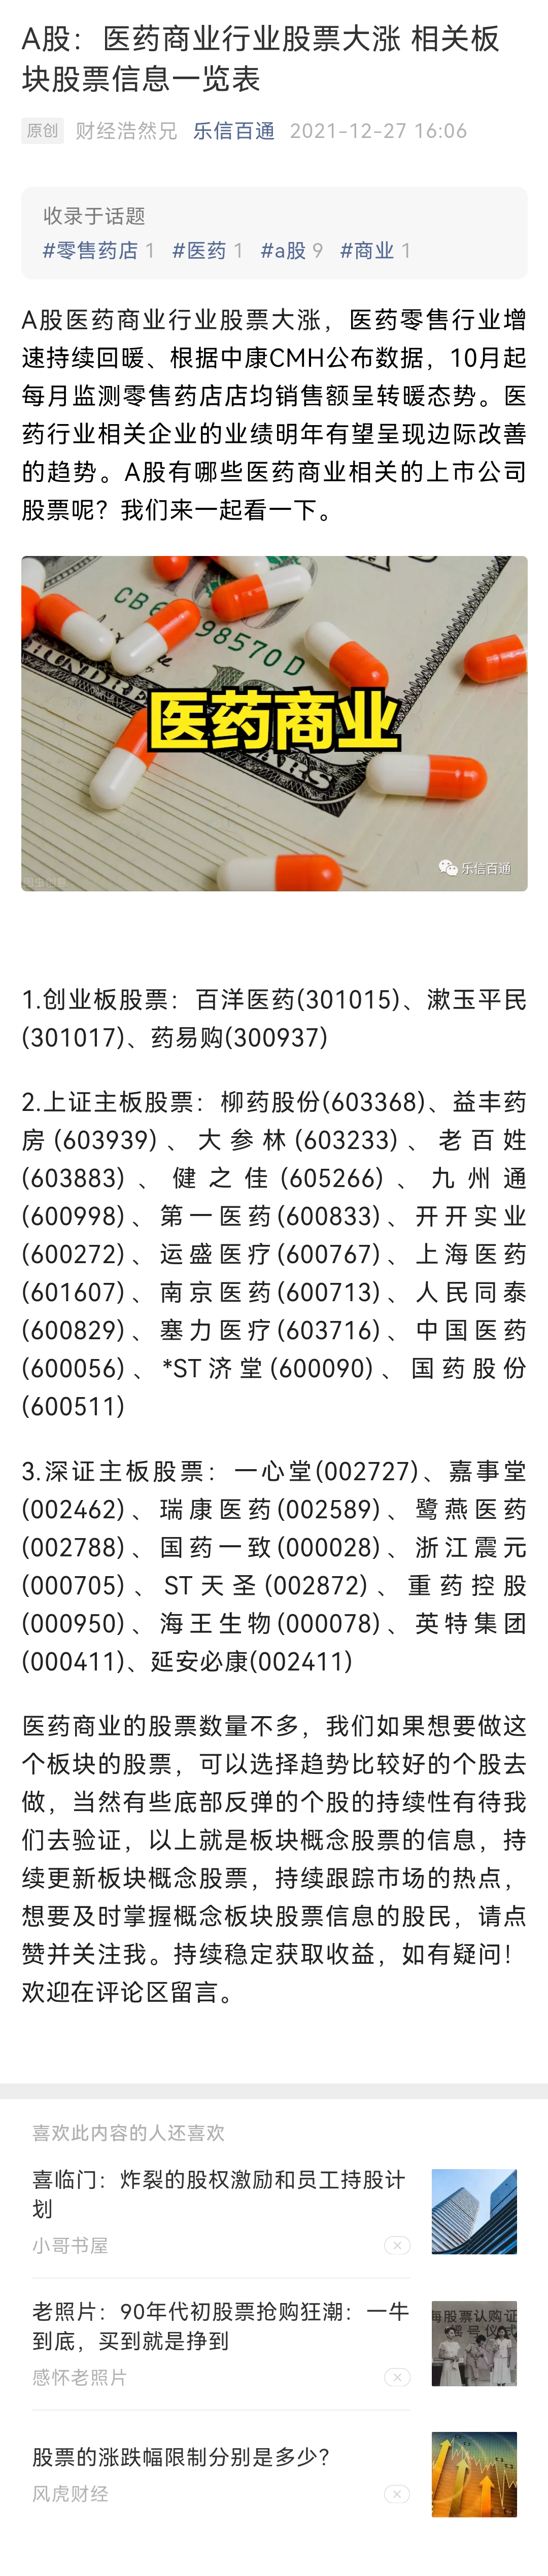 A股：医药商业行业股票大涨 相关板
块股票信息一览表
原创 财经浩然兄 乐信百通 2021-12-27 16:06
收录于话题
#零售药店 1 #医药 1 #a股 9 #商业 1
A股医药商业行业股票大涨，医药零售行业增
速持续回暖、根据中康CMH公布数据，10月起
每月监测零售药店店均销售额呈转暖态势。医
药行业相关企业的业绩明年有望呈现边际改善
的趋势。A股有哪些医药商业相关的上市公司
股票呢？我们来一起看一下。
98570D
医药商业
乐信百通
1.创业板股票：百洋医药(301015)、漱玉平民
(301017)、药易购(300937)
2.上证主板股票：柳药股份(603368)、益丰药
房(603939)、大参林(603233)、老百姓
(603883)、健之佳(605266)、九州通
(600998)、第一医药(600833)、开开实业
(600272)、运盛医疗(600767)、上海医药
(601607)、南京医药(600713)、人民同泰
(600829)、塞力医疗(603716)、中国医药
(600056)、*ST济堂(600090)、国药股份
(600511)
3.深证主板股票：一心堂(002727)、嘉事堂
(002462)、瑞康医药(002589)、鹭燕医药
(002788)、国药一致(000028)、浙江震元
(000705)、ST天圣(002872)、重药控股
(000950)、海王生物(000078)、英特集团
(000411)、延安必康(002411)
医药商业的股票数量不多，我们如果想要做这
个板块的股票，可以选择趋势比较好的个股去
做，当然有些底部反弹的个股的持续性有待我
们去验证，以上就是板块概念股票的信息，持
续更新板块概念股票，持续跟踪市场的热点，
想要及时掌握概念板块股票信息的股民，请点
赞并关注我。持续稳定获取收益，如有疑问！
欢迎在评论区留言。
喜欢此内容的人还喜欢
喜临门：炸裂的股权激励和员工持股计
划
小哥书屋
老照片：90年代初股票抢购狂潮：一牛
到底，买到就是挣到
感怀老照片
海股票认购证
摇号仪式
股票的涨跌幅限制分别是多少？
风虎财经